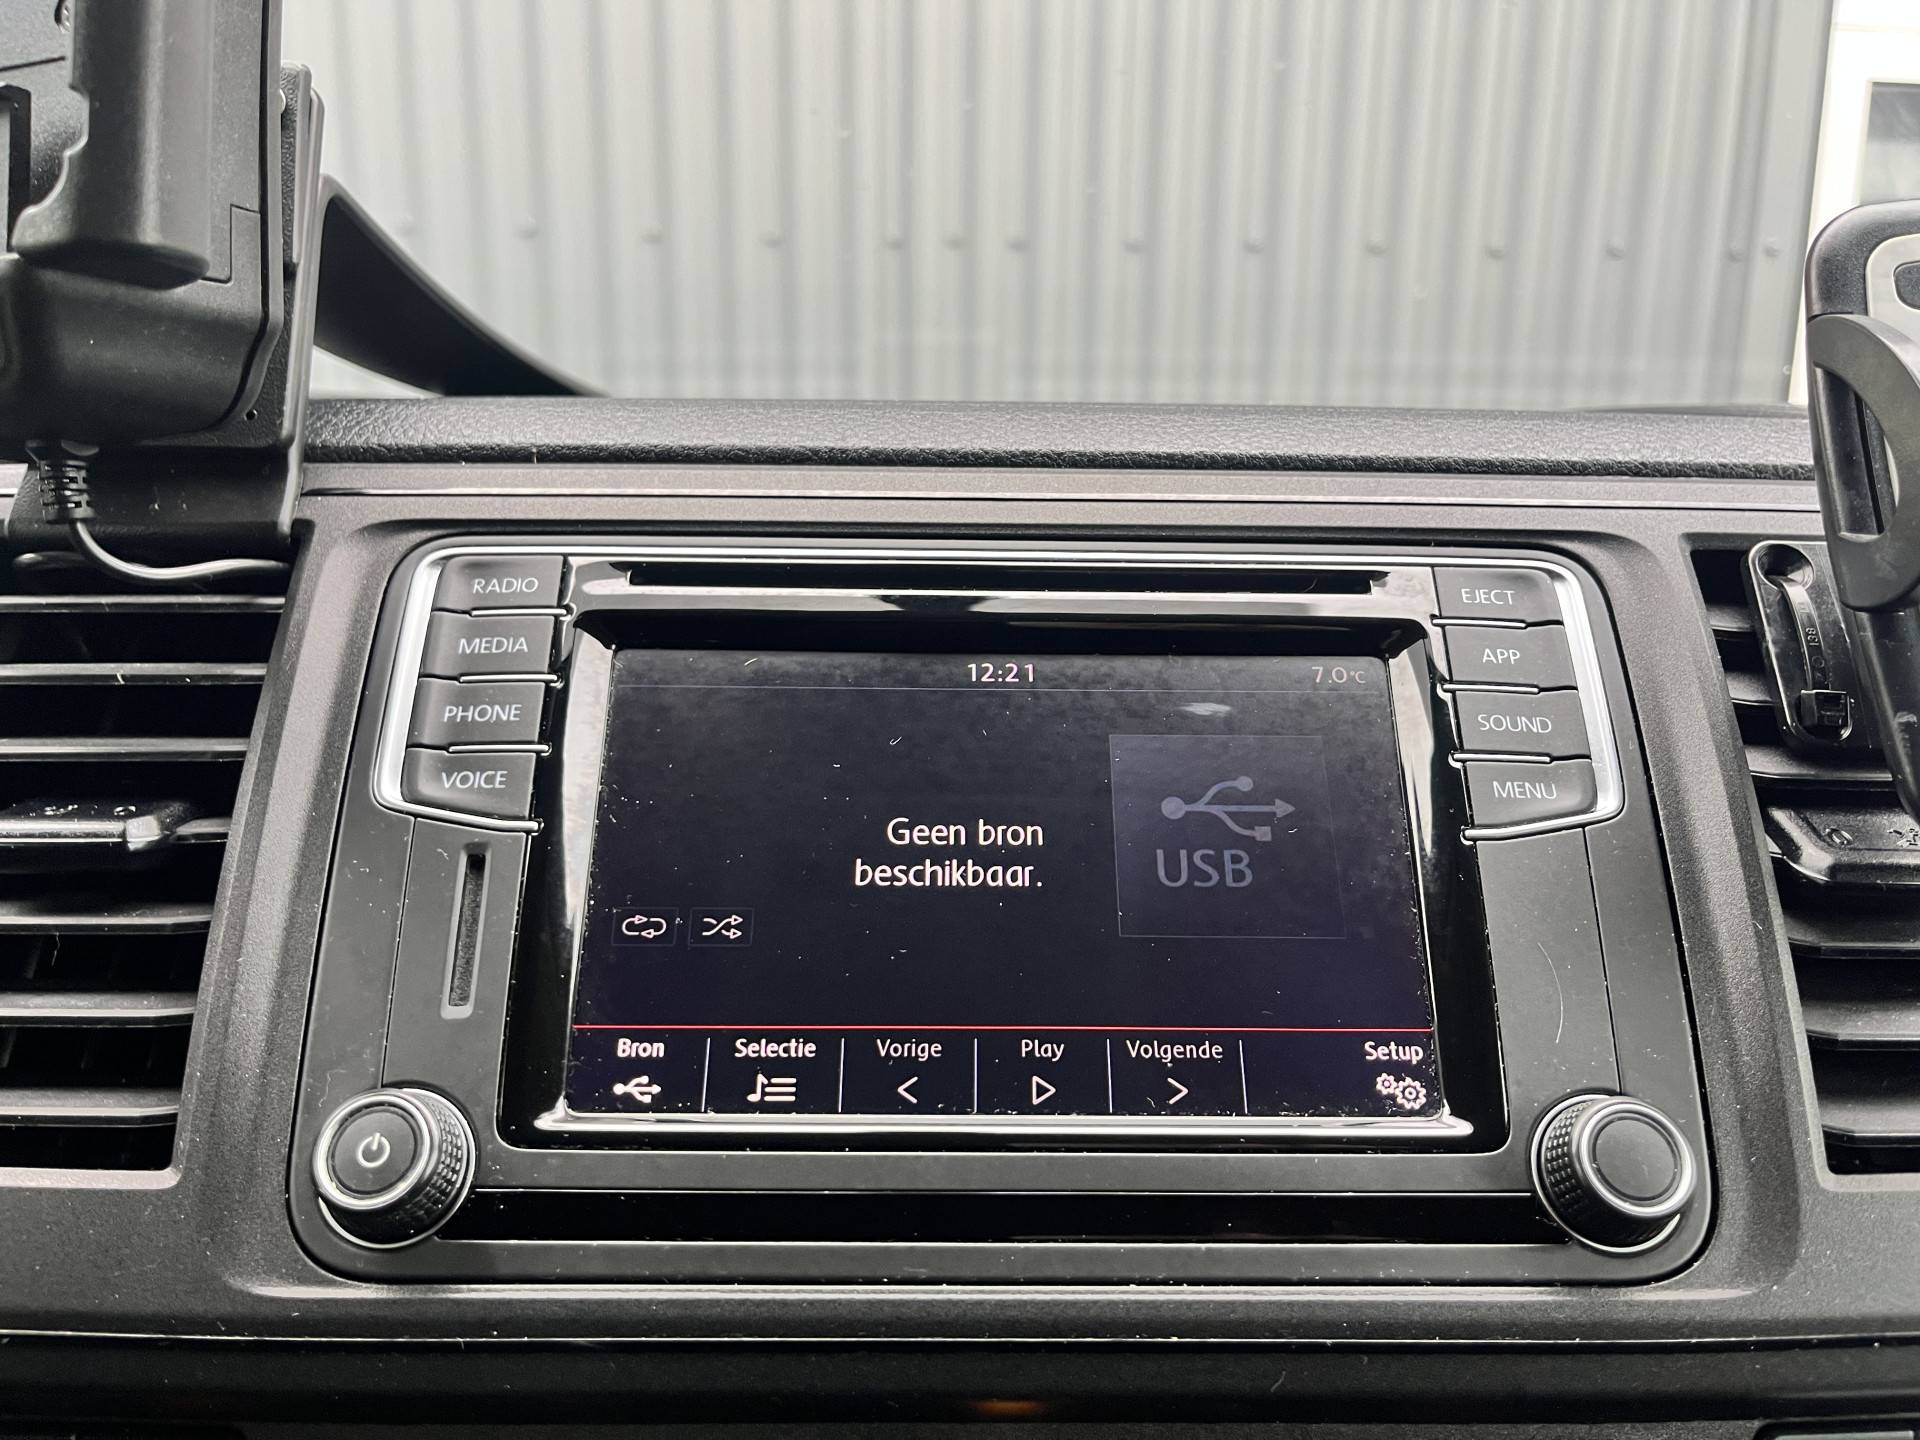 RADIO
MEDIA
PHONE
VOICE
EJECT
APP
SOUND
MENU
12:21
7.0°C
Geen bron
beschikbaar.
USB
Bron
Selectie
Vorige
Play
Volgende
Setup